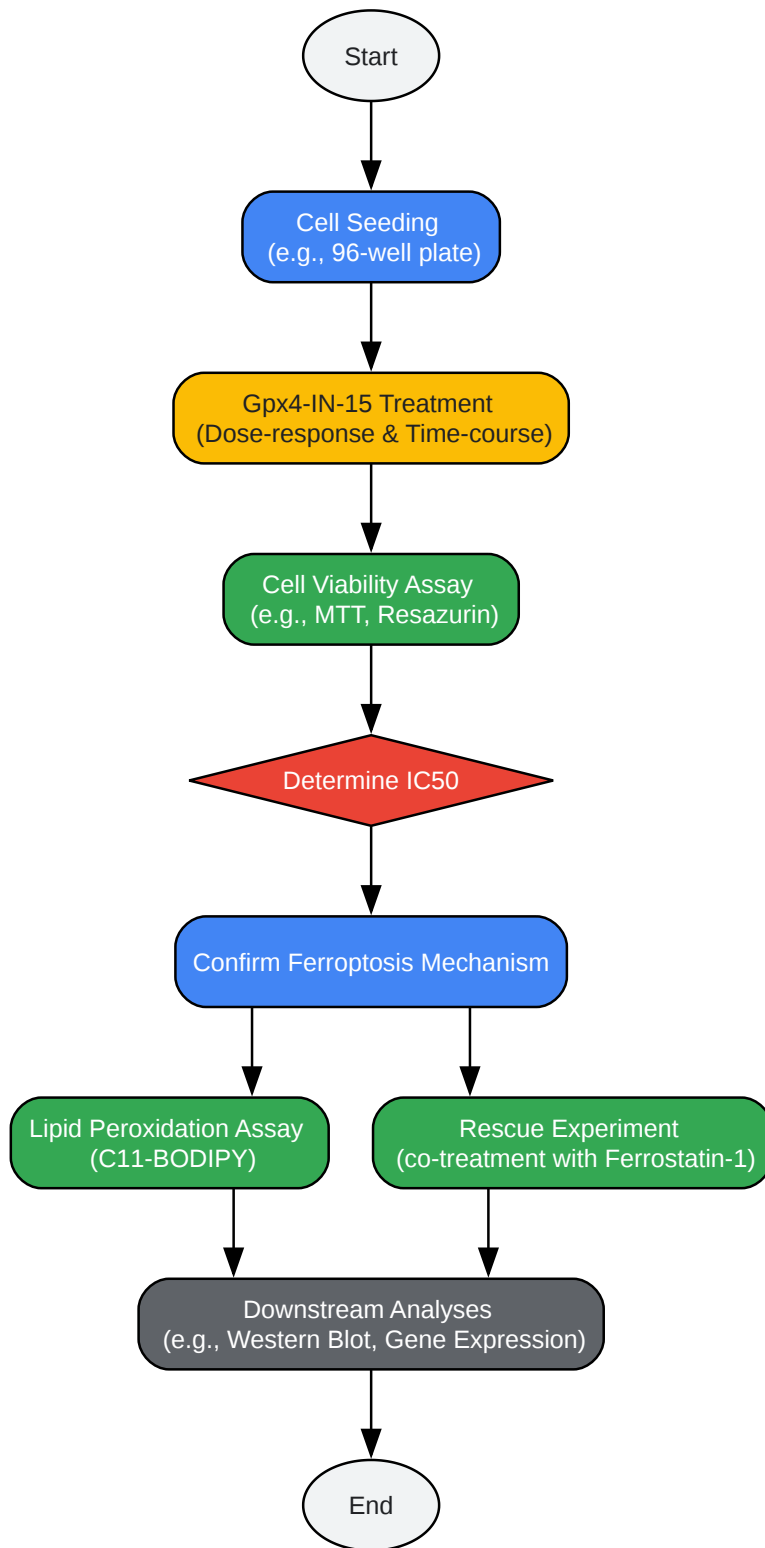 Start
Cell Seeding
(e.g., 96-well plate)
Gpx4-IN-15 Treatment
(Dose-response & Time-course)
Cell Viability Assay
(e.g., MTT, Resazurin)
Determine IC50
Confirm Ferroptosis Mechanism
Lipid Peroxidation Assay
(C11-BODIPY)
Rescue Experiment
(co-treatment with Ferrostatin-1)
Downstream Analyses
(e.g., Western Blot, Gene Expression)
End